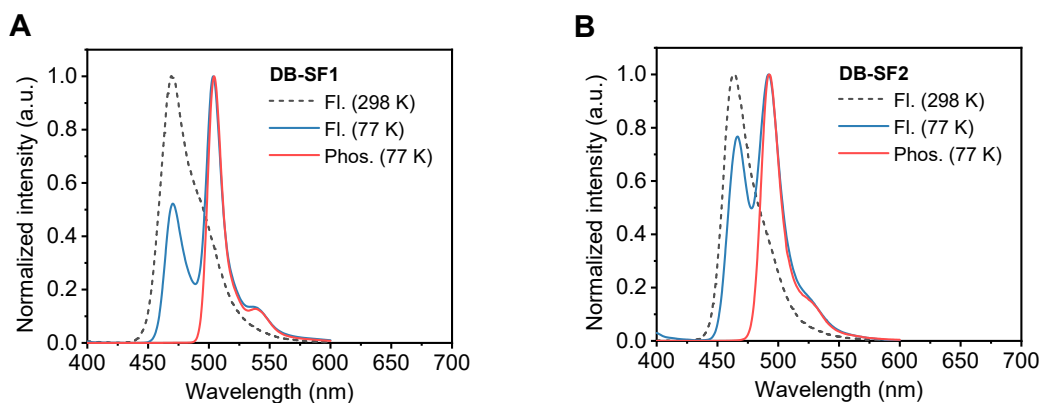 A
DB-SF1
Fl. (298 K)
Fl. (77 K)
Phos. (77 K)
Normalized intensity (a.u.)
1.0
0.8
0.6
0.4
0.2
0.0
400 450 500 550 600 650 700
Wavelength (nm)
B
DB-SF2
Fl. (298 K)
Fl. (77 K)
Phos. (77 K)
Normalized intensity (a.u.)
1.0
0.8
0.6
0.4
0.2
0.0
400 450 500 550 600 650 700
Wavelength (nm)